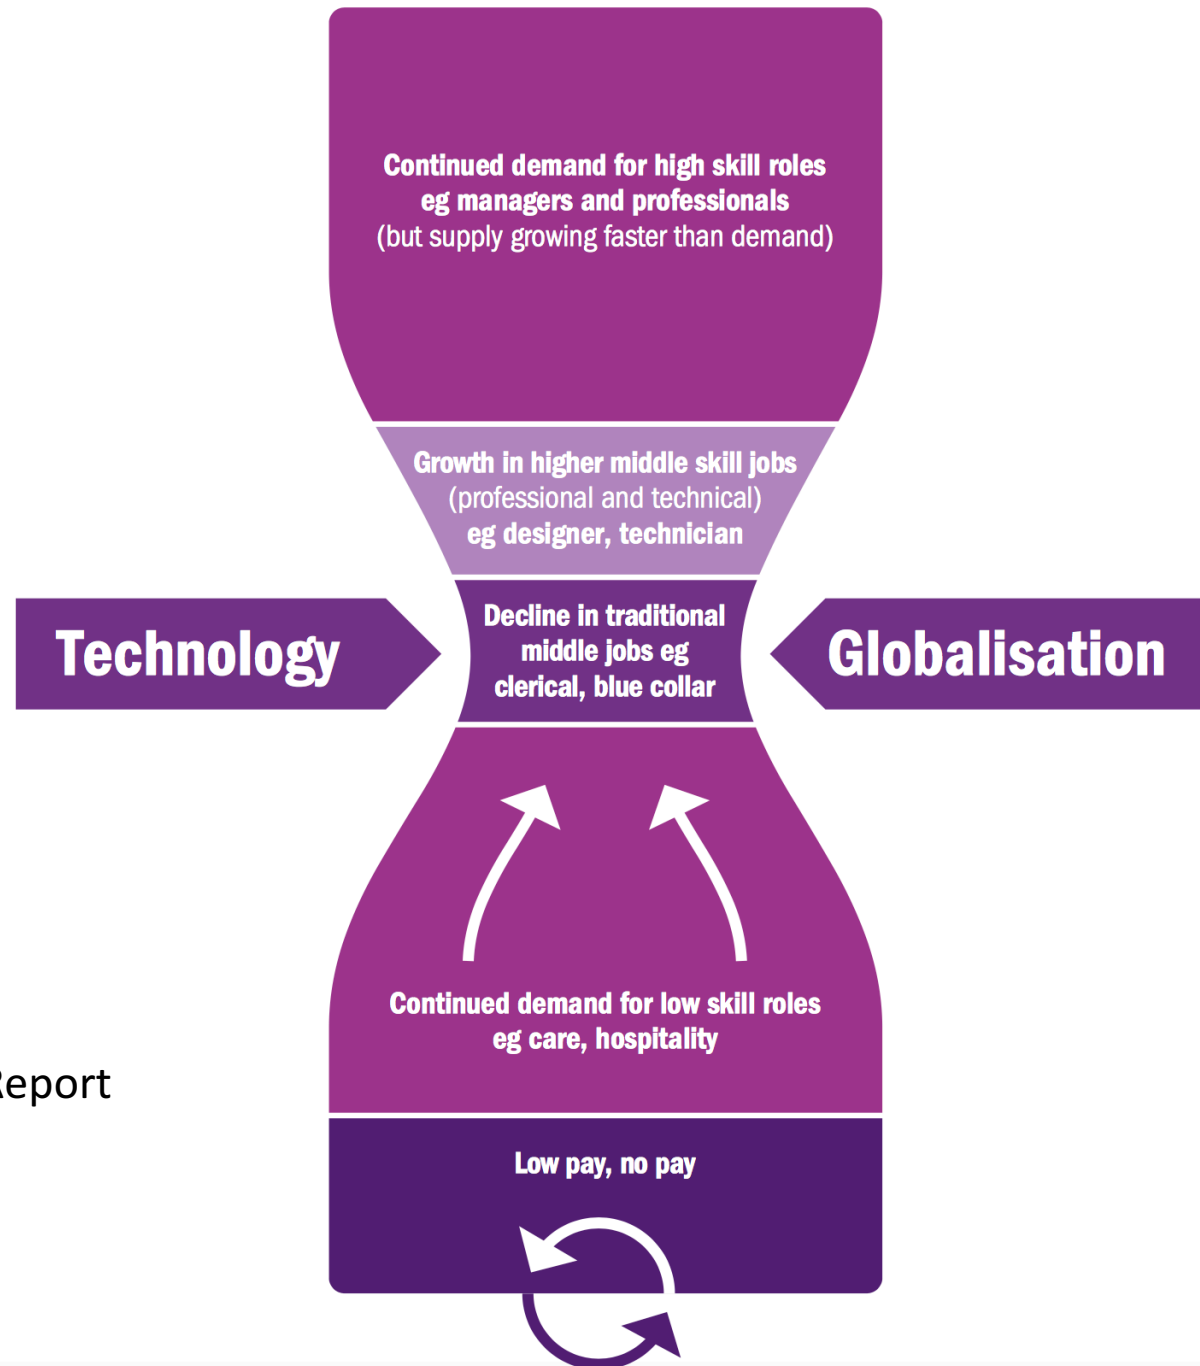 Continued demand for high skill roles
eg managers and professionals
(but supply growing faster than demand)
Growth in higher middle skill jobs
(professional and technical)
eg designer, technician
Technology
Decline in traditional
middle jobs eg
clerical, blue collar
Globalisation
Continued demand for low skill roles
eg care, hospitality
Report
Low pay, no pay